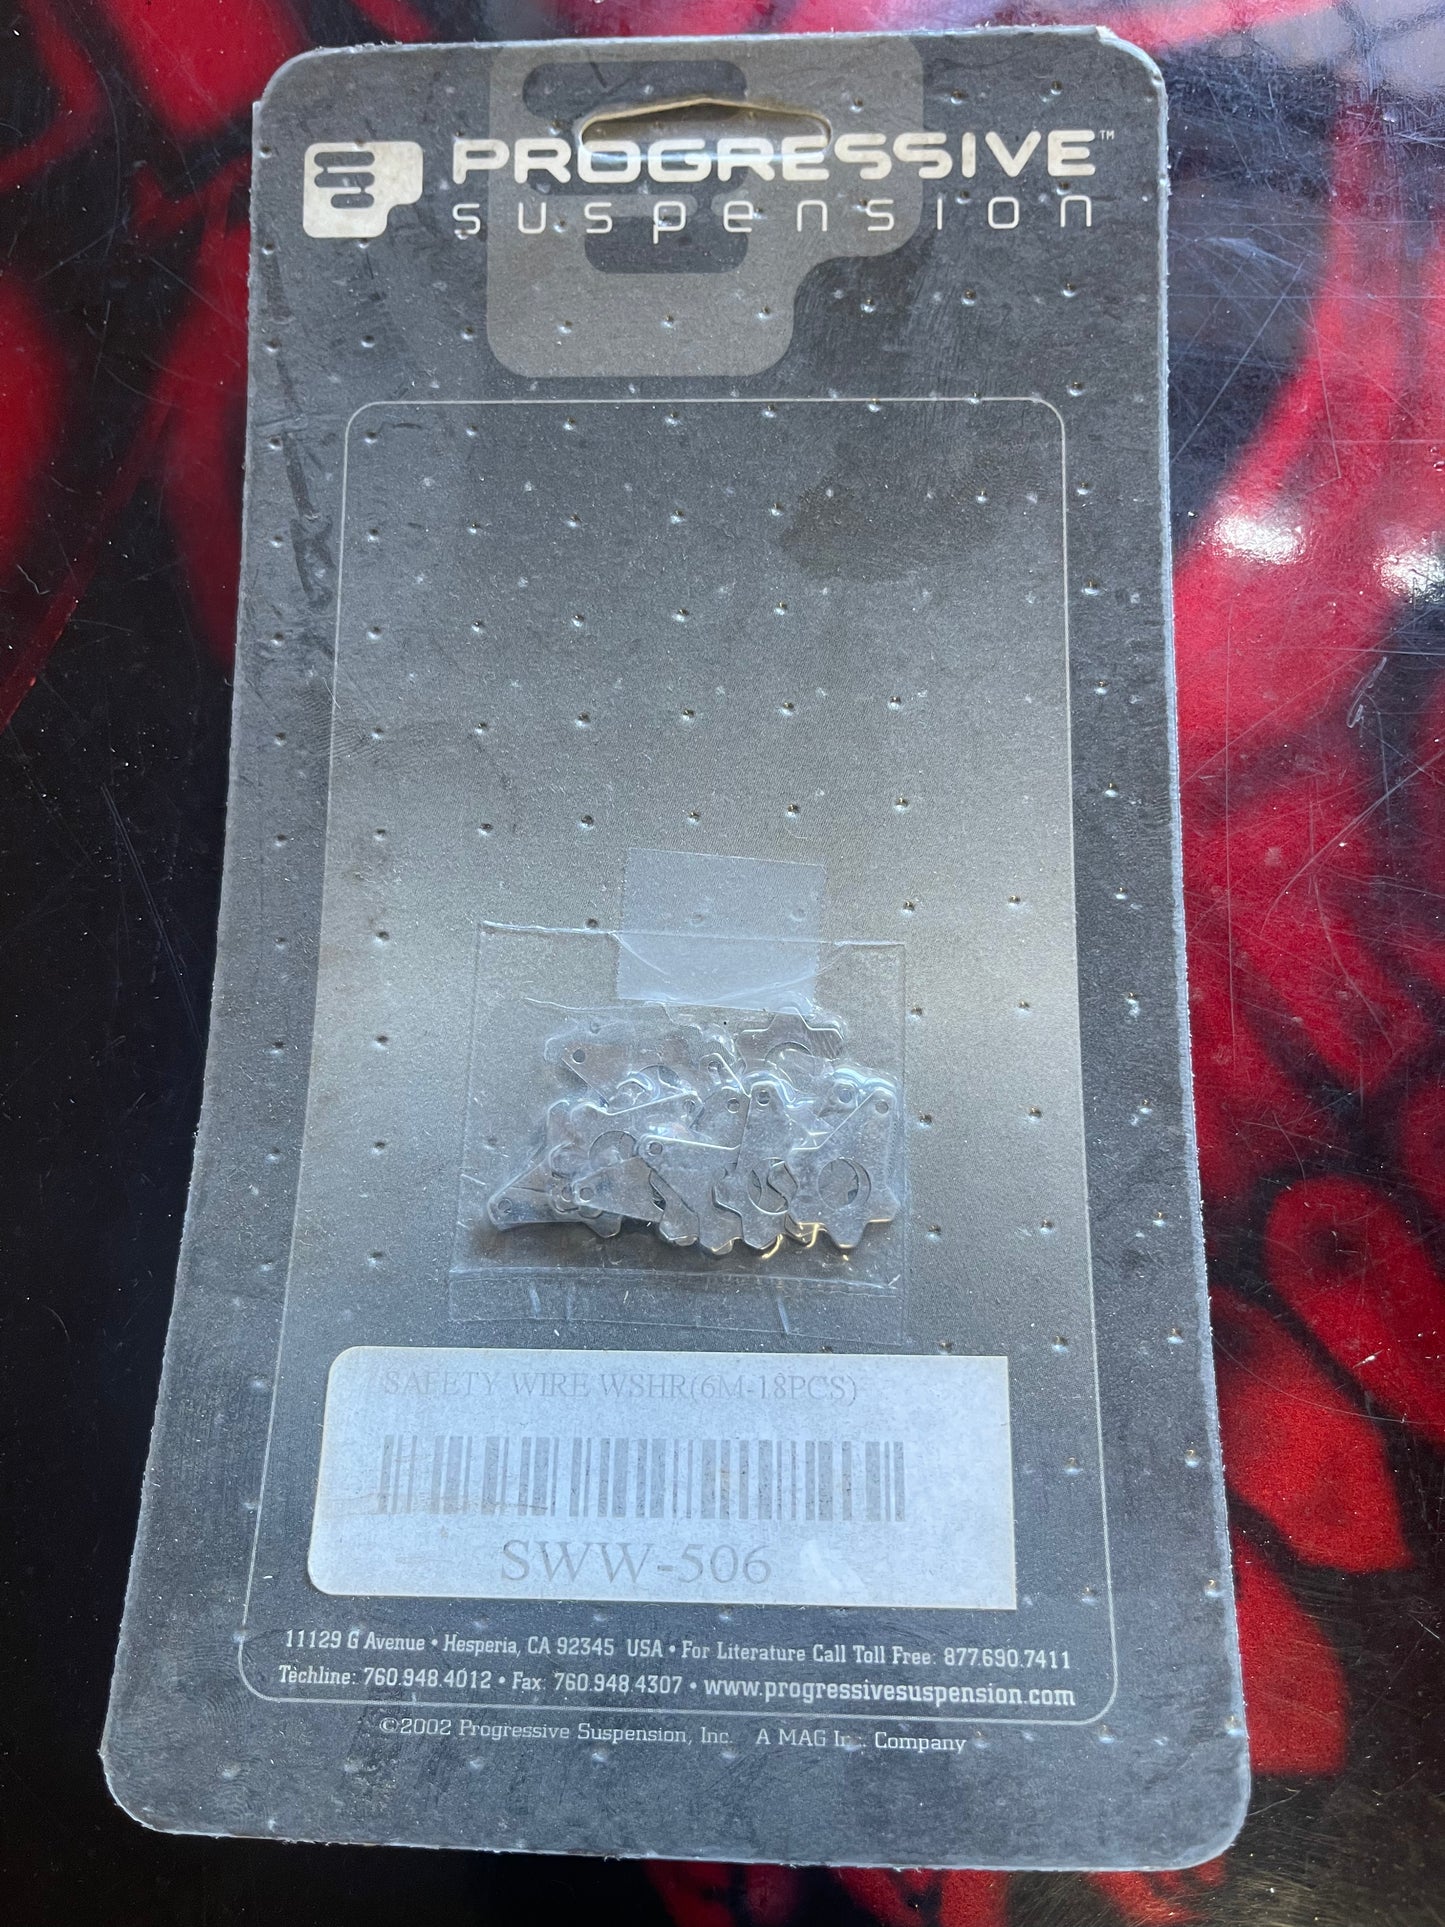 PROGRESSIVE™
suspension
SAFETY WIRE WSHR(6M-18PCS)
SWW-506
11129 G Avenue • Hesperia, CA 92345 USA • For Literature Call Toll Free: 877.690.7411
Techline: 760.948.4012 • Fax: 760.948.4307 • www.progressivesuspension.com
©2002 Progressive Suspension, Inc. A MAG Inc. Company